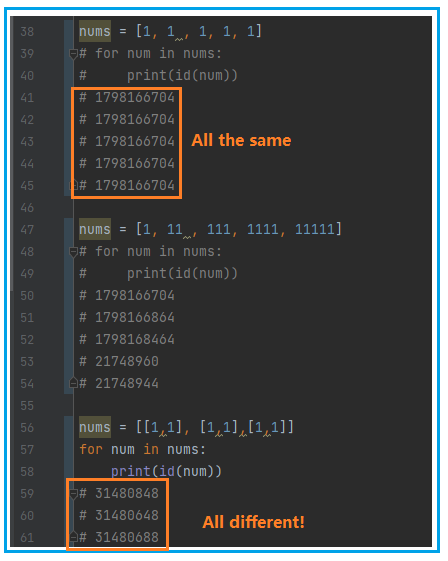 38 nums = [1, 1 , 1, 1, 1]
39 # for num in nums:
40 #     print(id(num))
41 # 1798166704
42 # 1798166704
43 # 1798166704 All the same
44 # 1798166704
45 # 1798166704
46
47 nums = [1, 11 , 111, 1111, 11111]
48 # for num in nums:
49 #     print(id(num))
50 # 1798166704
51 # 1798166864
52 # 1798168464
53 # 21748960
54 # 21748944
55
56 nums = [[1,1], [1,1],[1,1]]
57 for num in nums:
58     print(id(num))
59 # 31480848
60 # 31480648 All different!
61 # 31480688